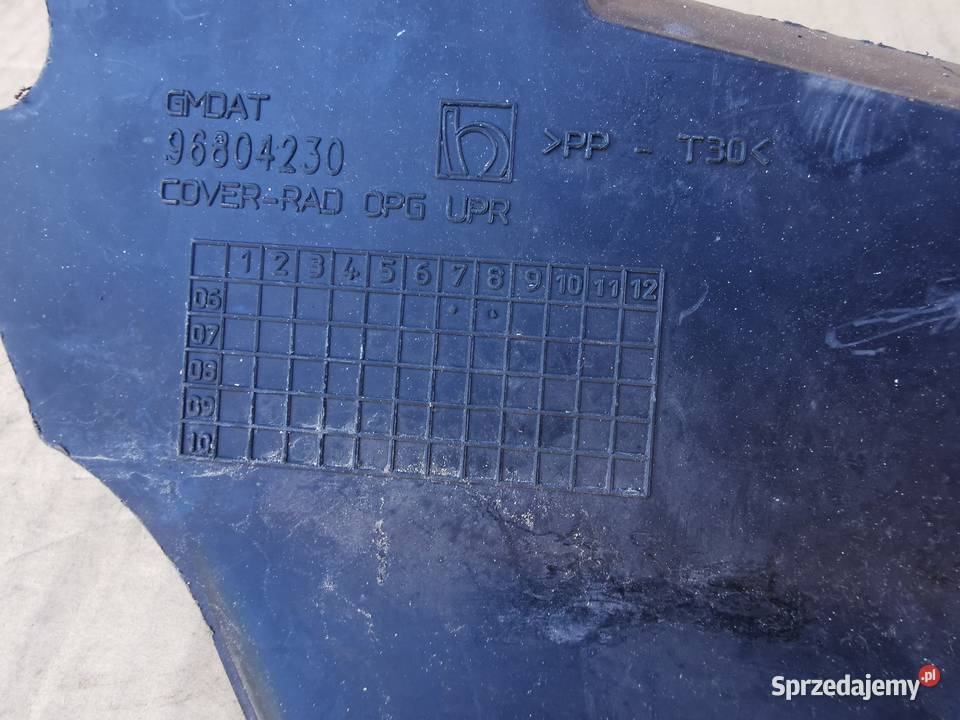 GMDAT
96804230
>PP - T30<
COVER-RAD OPG UPR
1 2 3 4 5 6 7 8 9 10 11 12
06
07
08
09
10
Sprzedajemy.pl